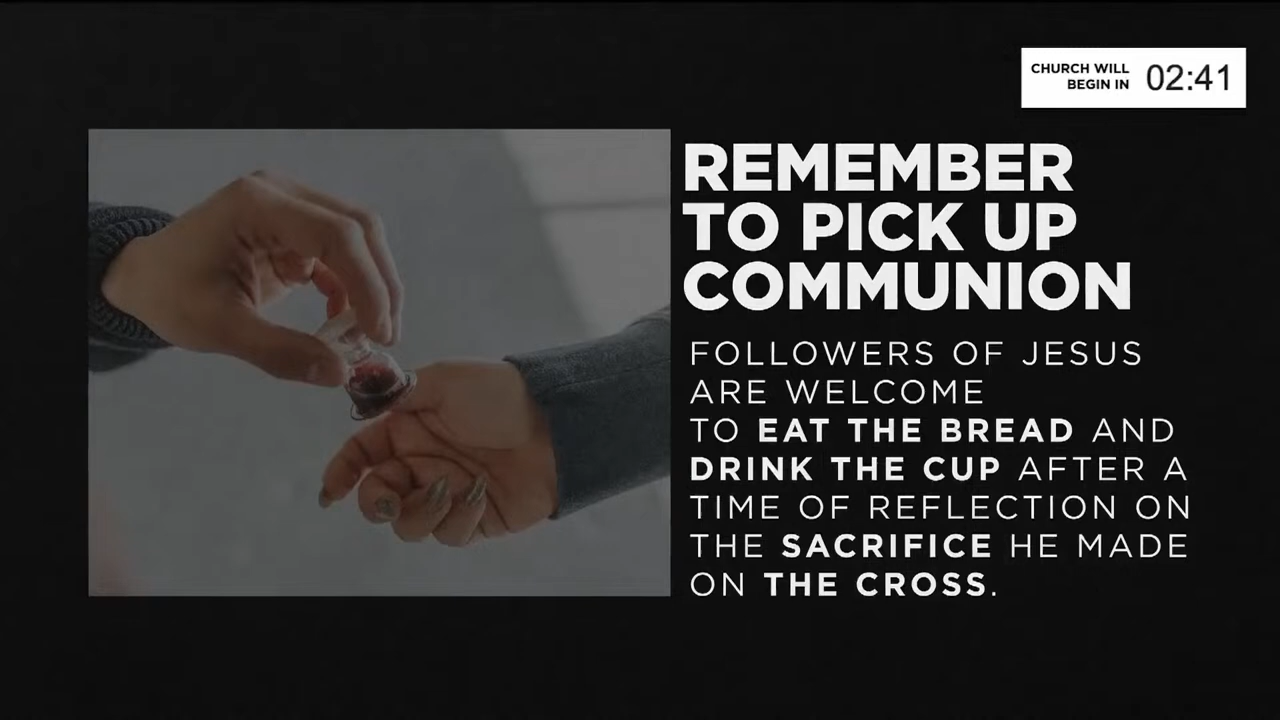 CHURCH WILL
BEGIN IN
02:41
REMEMBER
TO PICK UP
COMMUNION
FOLLOWERS OF JESUS
ARE WELCOME
TO EAT THE BREAD AND
DRINK THE CUP AFTER A
TIME OF REFLECTION ON
THE SACRIFICE HE MADE
ON THE CROSS.